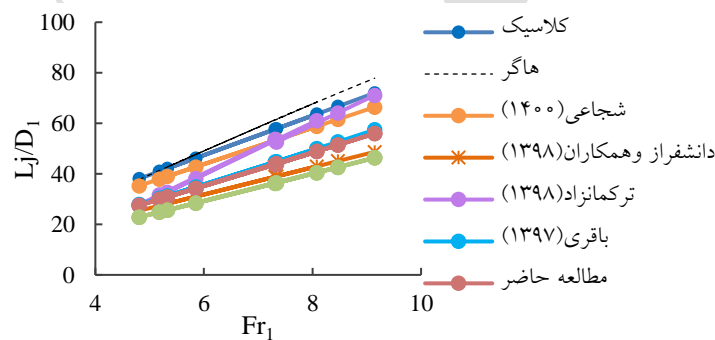 100
80
60
40
20
0
Lj/D1
4
6
8
10
Fr1
کلاسیک
هاگر
شجاعی(۱۴۰۰)
دانشفراز وهمکاران(۱۳۹۸)
ترکمانزاد(۱۳۹۸)
باقری(۱۳۹۷)
مطالعه حاضر